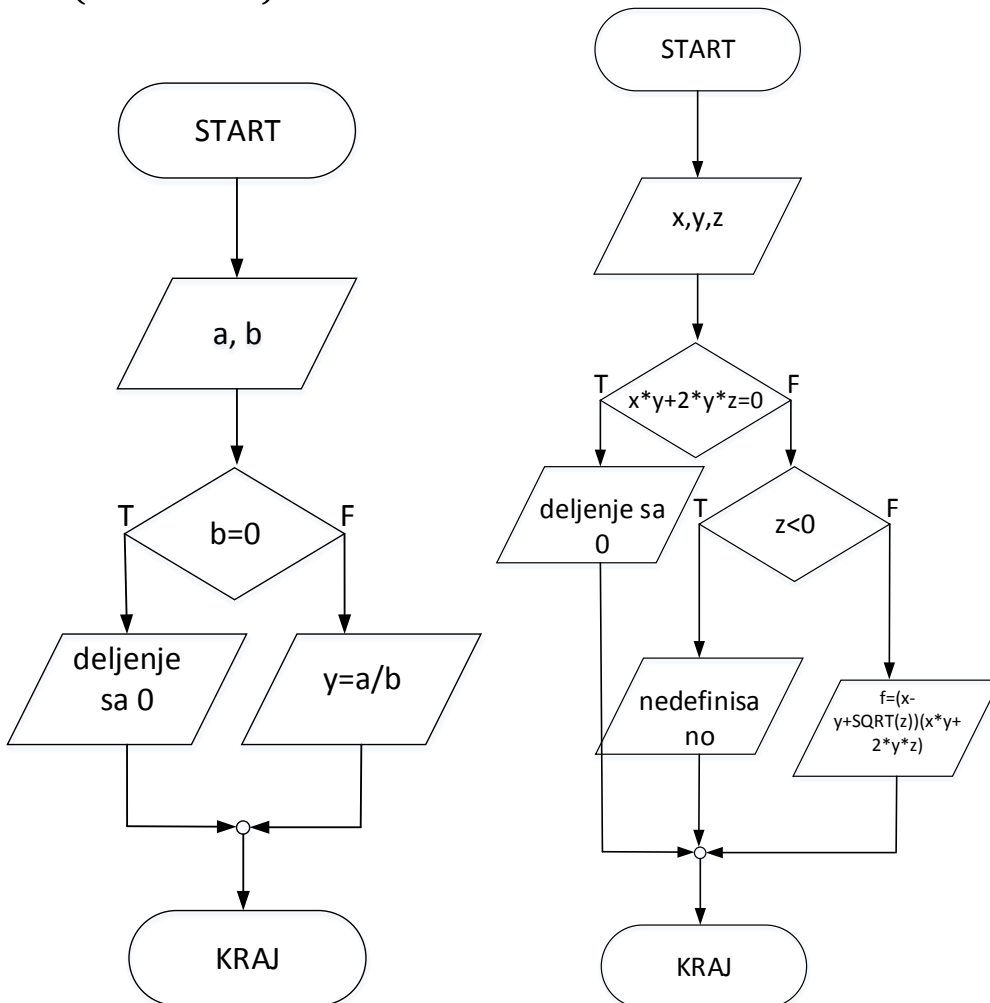 START
a, b
b=0
T
F
deljenje
sa 0
y=a/b
KRAJ
START
x,y,z
x*y+2*y*z=0
T
F
deljenje sa
0
z<0
T
F
nedefinisa
no
f=(x-
y+SQRT(z))(x*y+
2*y*z)
KRAJ